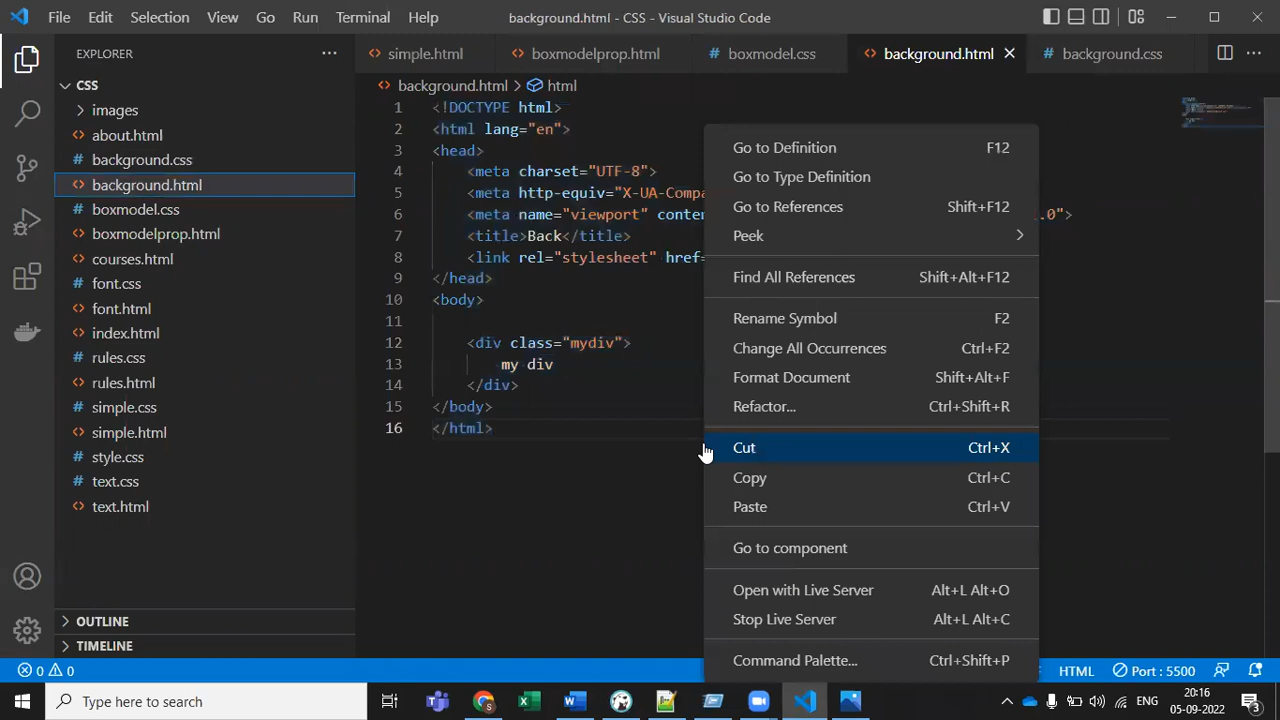 File Edit Selection View Go Run Terminal Help background.html - CSS - Visual Studio Code
EXPLORER
CSS
images
about.html
background.css
background.html
boxmodel.css
boxmodelprop.html
courses.html
font.css
font.html
index.html
rules.css
rules.html
simple.css
simple.html
style.css
text.css
text.html
OUTLINE
TIMELINE
simple.html boxmodelprop.html boxmodel.css background.html background.css
background.html > html
1 <!DOCTYPE html>
2 <html lang="en">
3 <head>
4 <meta charset="UTF-8">
5 <meta http-equiv="X-UA-Compa
6 <meta name="viewport" conten .0">
7 <title>Back</title>
8 <link rel="stylesheet" href=
9 </head>
10 <body>
11
12 <div class="mydiv">
13 my div
14 </div>
15 </body>
16 </html>
Go to Definition F12
Go to Type Definition
Go to References Shift+F12
Peek
Find All References Shift+Alt+F12
Rename Symbol F2
Change All Occurrences Ctrl+F2
Format Document Shift+Alt+F
Refactor... Ctrl+Shift+R
Cut Ctrl+X
Copy Ctrl+C
Paste Ctrl+V
Go to component
Open with Live Server Alt+L Alt+O
Stop Live Server Alt+L Alt+C
Command Palette... Ctrl+Shift+P
0 0 HTML Port : 5500
Type here to search ENG 20:16
05-09-2022 3